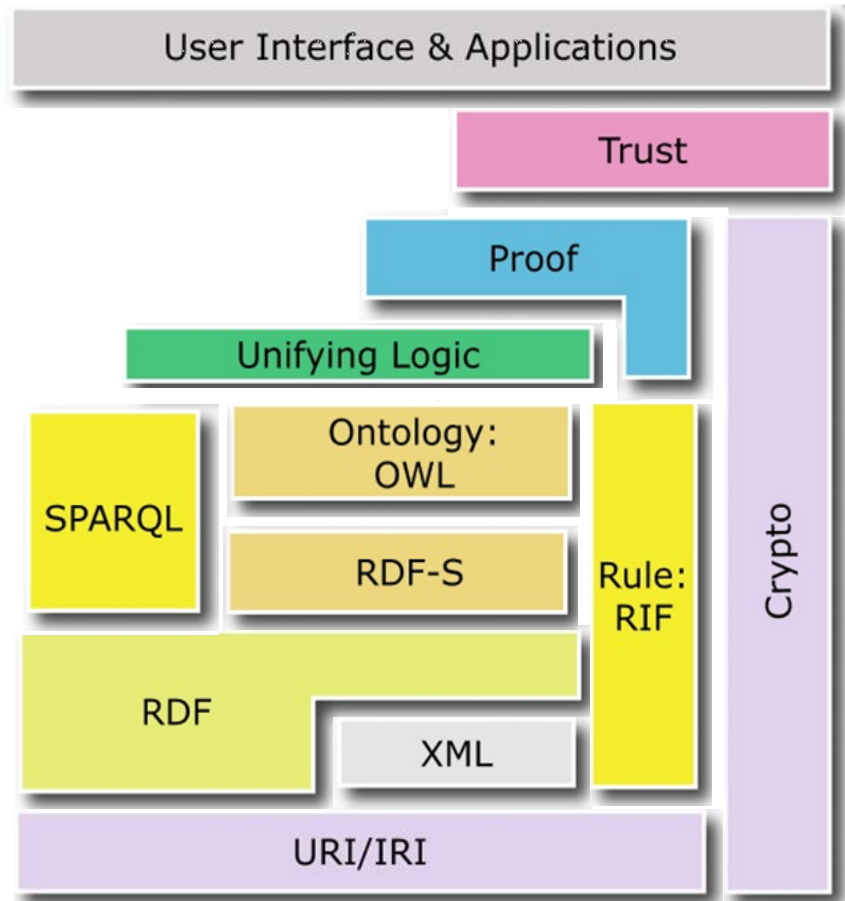 User Interface & Applications
Trust
Proof
Unifying Logic
Ontology:
OWL
SPARQL
RDF-S
Rule:
RIF
Crypto
RDF
XML
URI/IRI